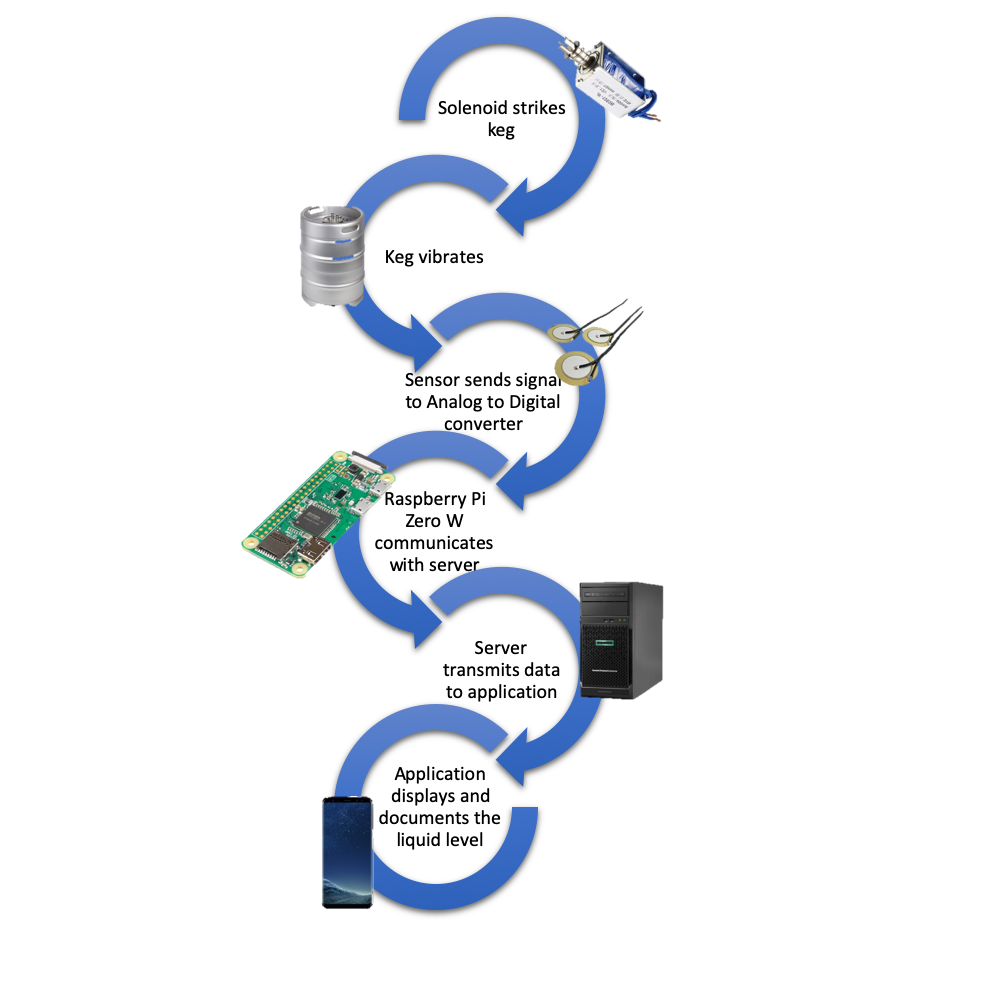 Solenoid strikes
keg
Keg vibrates
Sensor sends signal
to Analog to Digital
converter
Raspberry Pi
Zero W
communicates
with server
Server
transmits data
to application
Application
displays and
documents the
liquid level